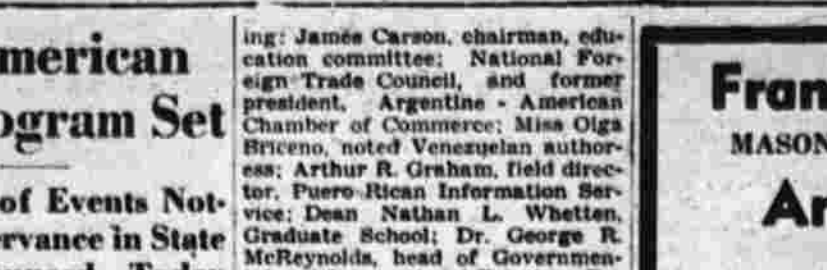 merican
ogram Set
of Events Not-
ervance in State
ing: James Carson, chairman, edu-
cation committee; National For-
eign Trade Council, and former
president, Argentine - American
Chamber of Commerce; Miss Olga
Briceno, noted Venezuelan author-
ess; Arthur R. Graham, field direc-
tor, Puero Rican Information Ser-
vice; Dean Nathan L. Whetten,
Graduate School; Dr. George R.
McReynolds, head of Governmen-
Fran
MASON
Ar